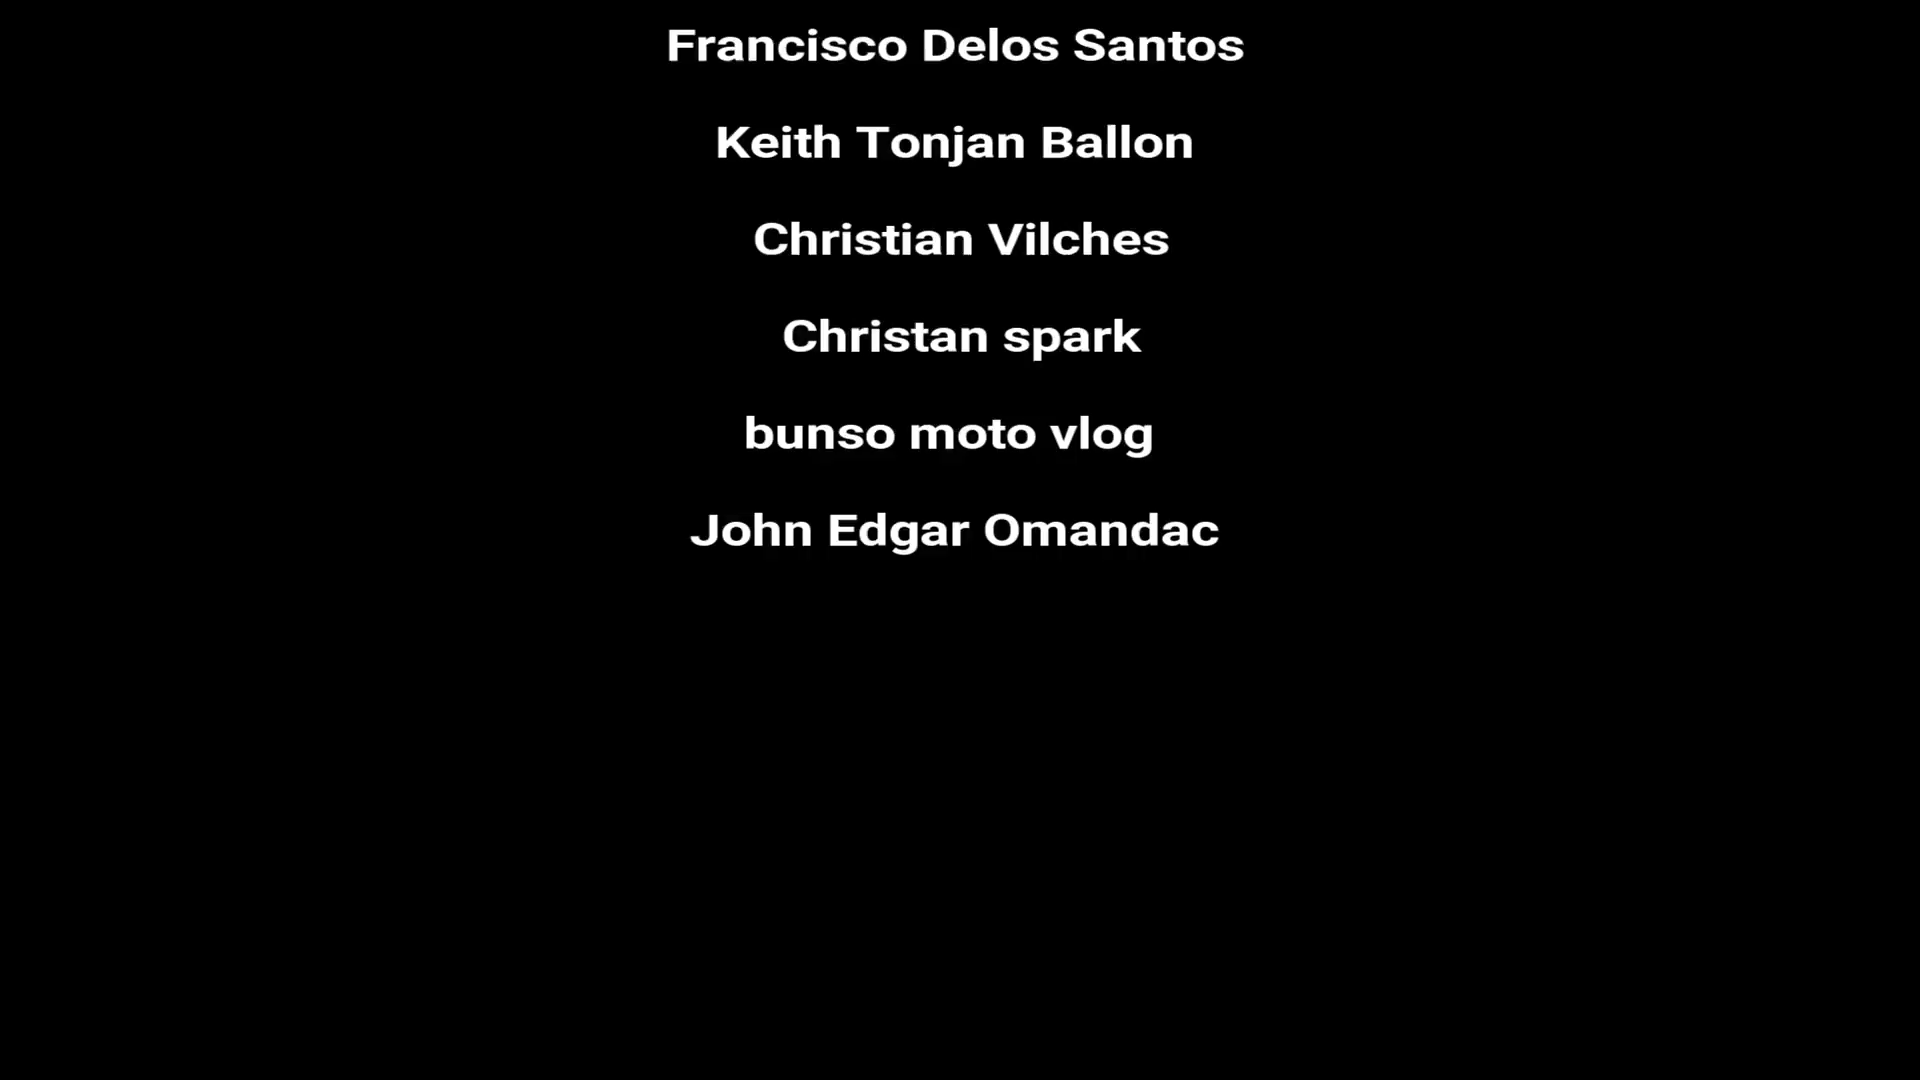 Francisco Delos Santos
Keith Tonjan Ballon
Christian Vilches
Christan spark
bunso moto vlog
John Edgar Omandac